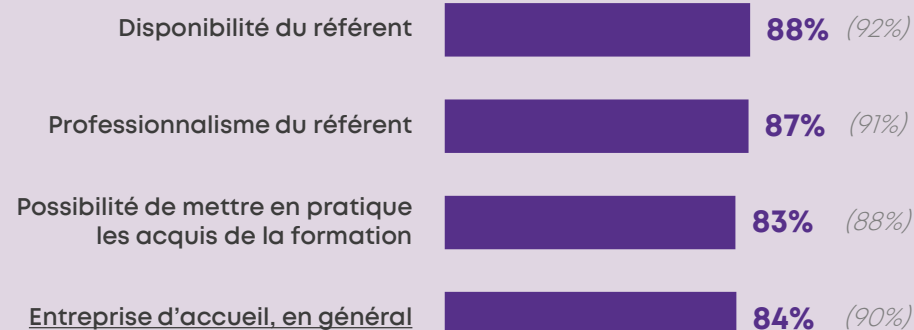 Disponibilité du référent 88% (92%)
Professionnalisme du référent 87% (91%)
Possibilité de mettre en pratique
les acquis de la formation 83% (88%)
Entreprise d'accueil, en général 84% (90%)